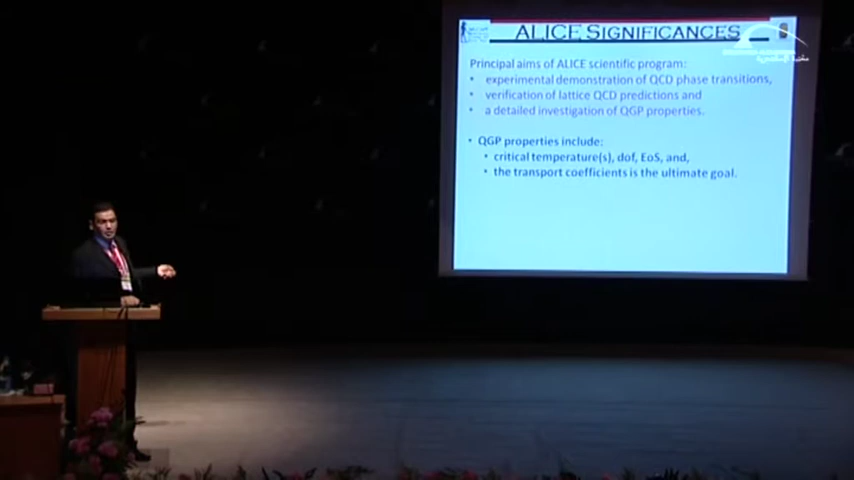 ALICE SIGNIFICANCES
Principal aims of ALICE scientific program:
• experimental demonstration of QCD phase transitions,
• verification of lattice QCD predictions and
• a detailed investigation of QGP properties.
• QGP properties include:
• critical temperature(s), dof, EoS, and,
• the transport coefficients is the ultimate goal.